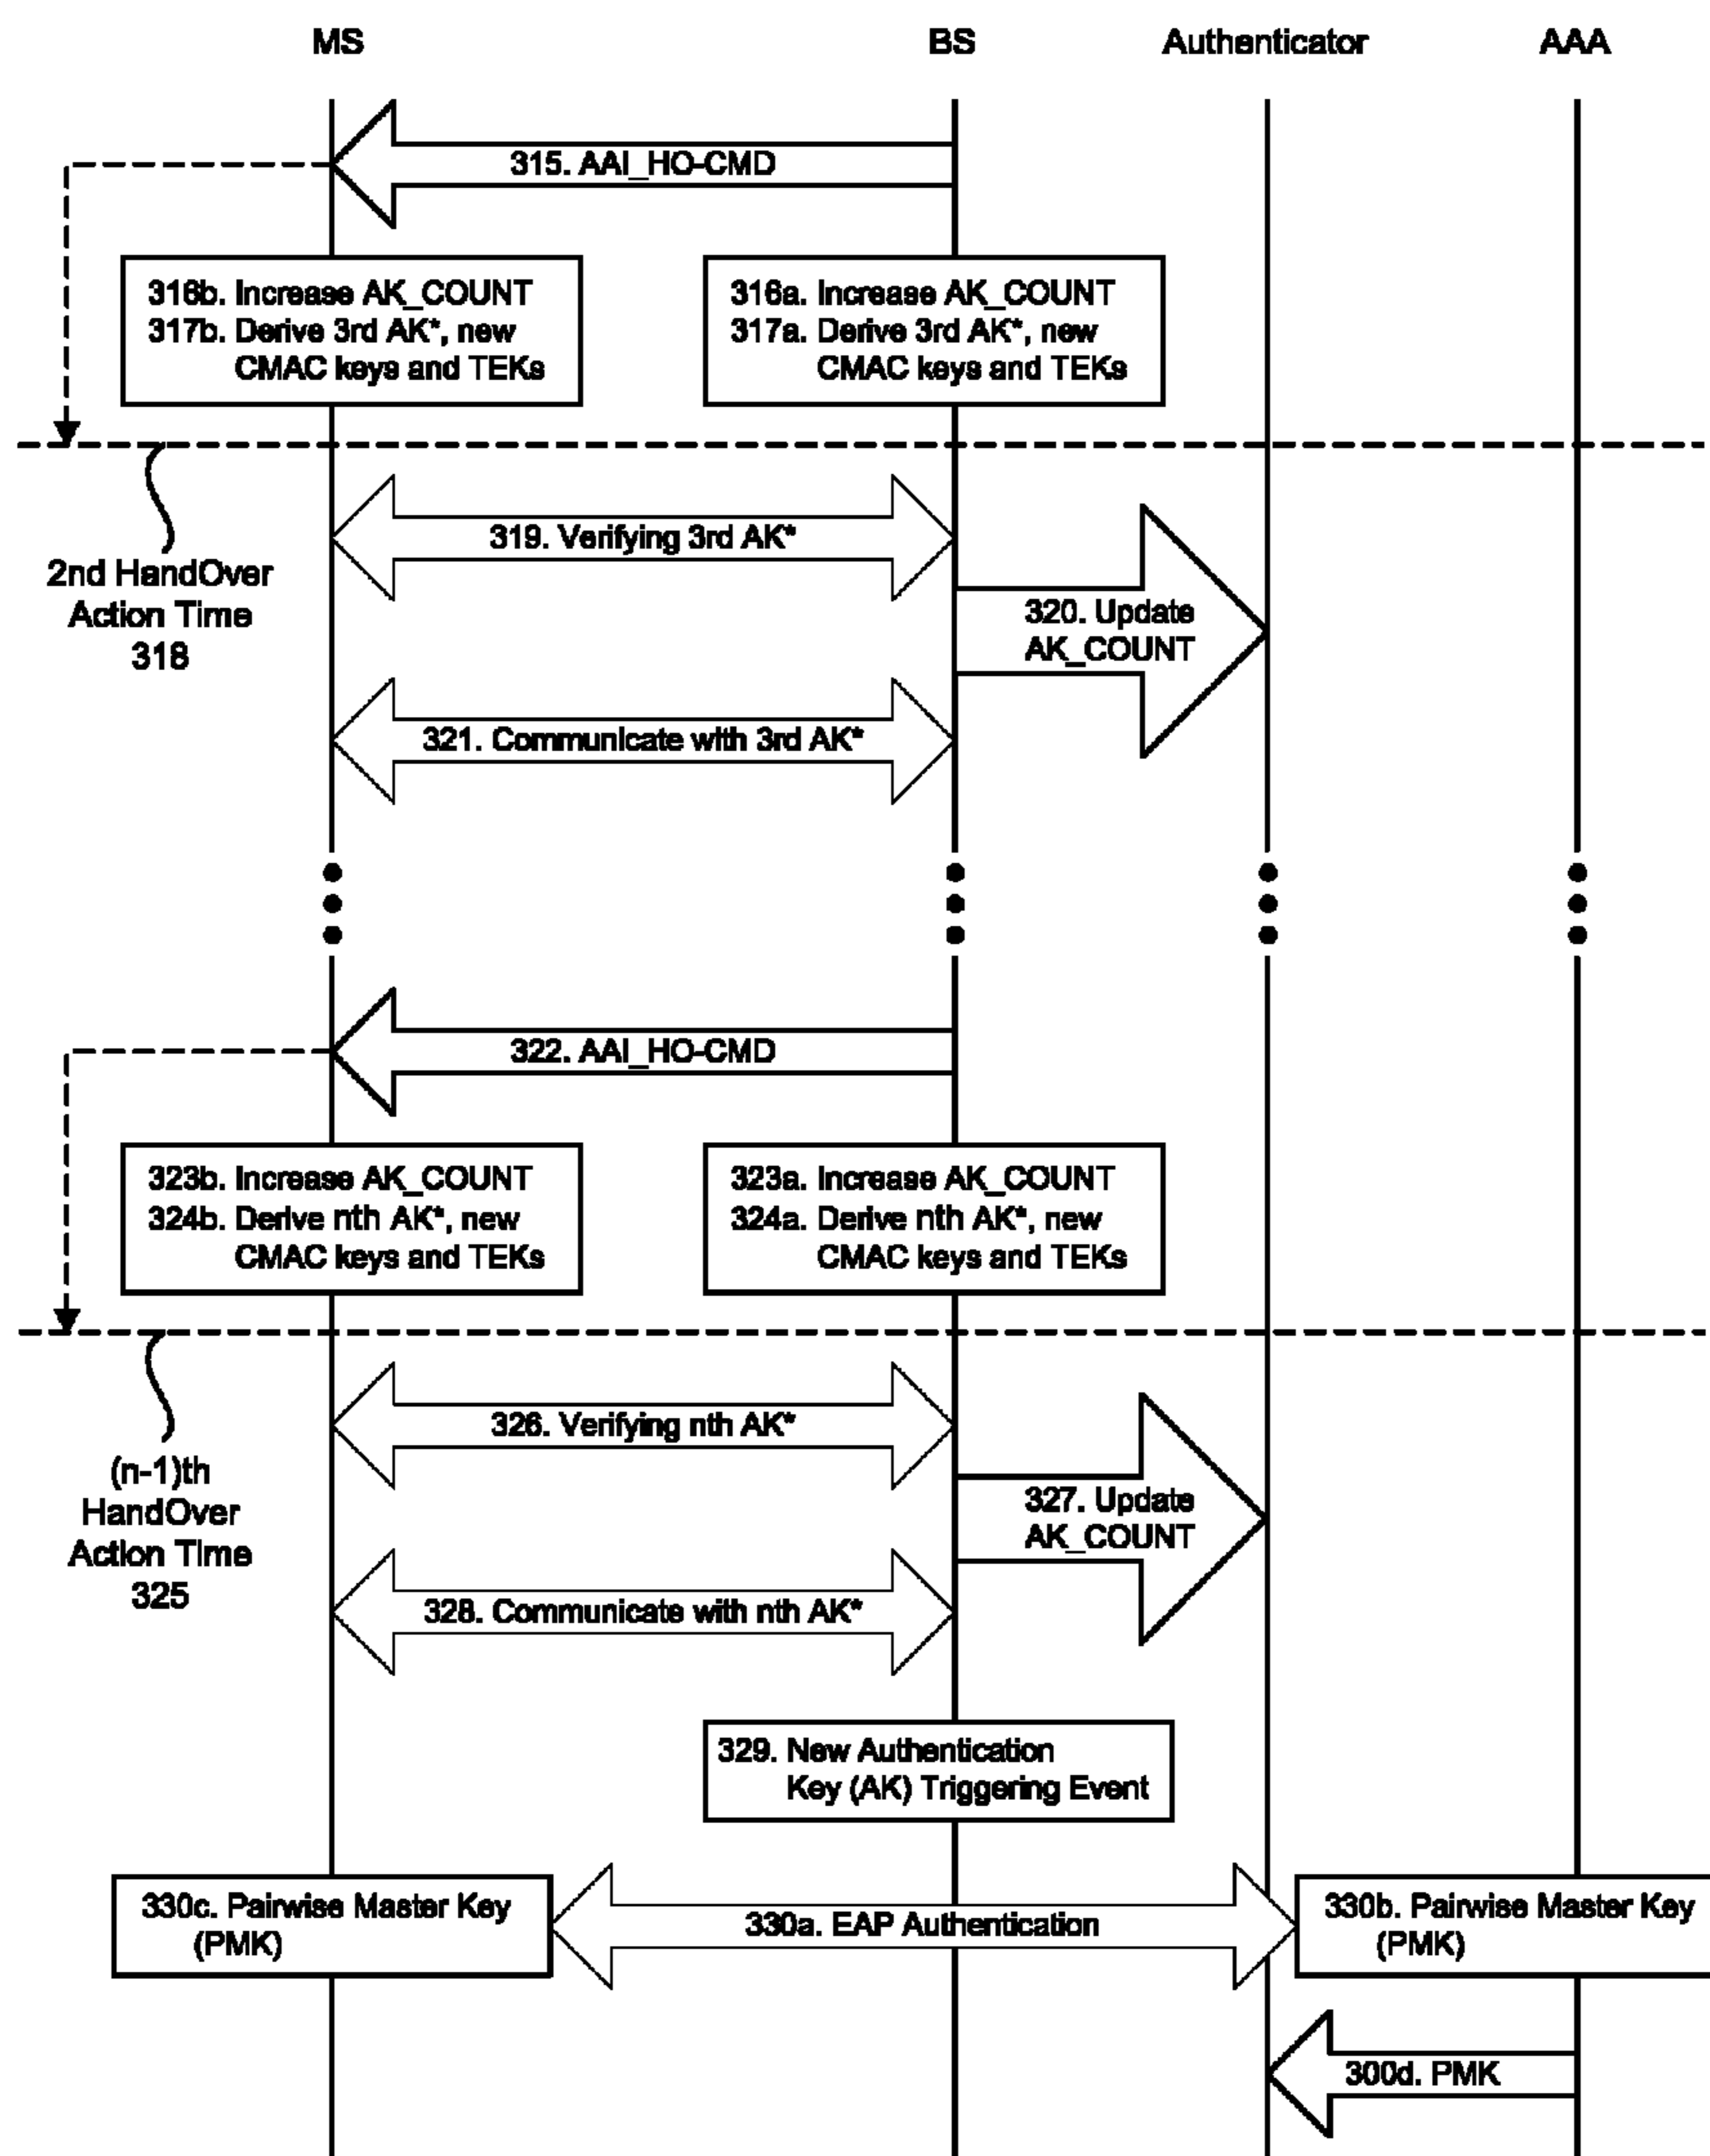 MS
BS
Authenticator
AAA
315. AAI_HO-CMD
316b. Increase AK_COUNT
317b. Derive 3rd AK*, new
CMAC keys and TEKs
316a. Increase AK_COUNT
317a. Derive 3rd AK*, new
CMAC keys and TEKs
319. Verifying 3rd AK*
2nd HandOver
Action Time
318
320. Update
AK_COUNT
321. Communicate with 3rd AK*
322. AAI_HO-CMD
323b. Increase AK_COUNT
324b. Derive nth AK*, new
CMAC keys and TEKs
323a. Increase AK_COUNT
324a. Derive nth AK*, new
CMAC keys and TEKs
326. Verifying nth AK*
(n-1)th
HandOver
Action Time
325
327. Update
AK_COUNT
328. Communicate with nth AK*
329. New Authentication
Key (AK) Triggering Event
330c. Pairwise Master Key
(PMK)
330a. EAP Authentication
330b. Pairwise Master Key
(PMK)
300d. PMK